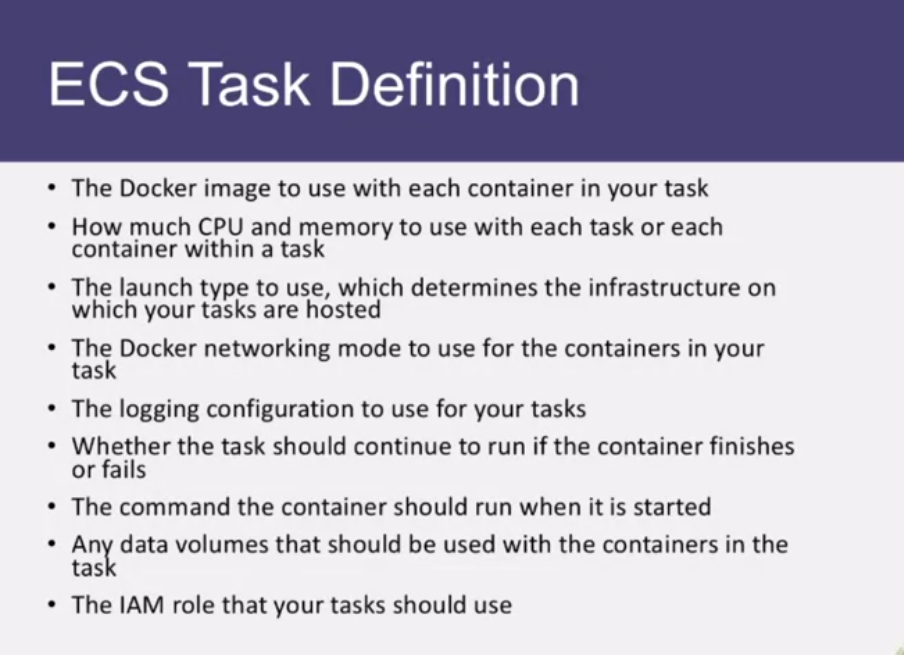 ECS Task Definition
• The Docker image to use with each container in your task
• How much CPU and memory to use with each task or each
container within a task
• The launch type to use, which determines the infrastructure on
which your tasks are hosted
• The Docker networking mode to use for the containers in your
task
• The logging configuration to use for your tasks
• Whether the task should continue to run if the container finishes
or fails
• The command the container should run when it is started
• Any data volumes that should be used with the containers in the
task
• The IAM role that your tasks should use